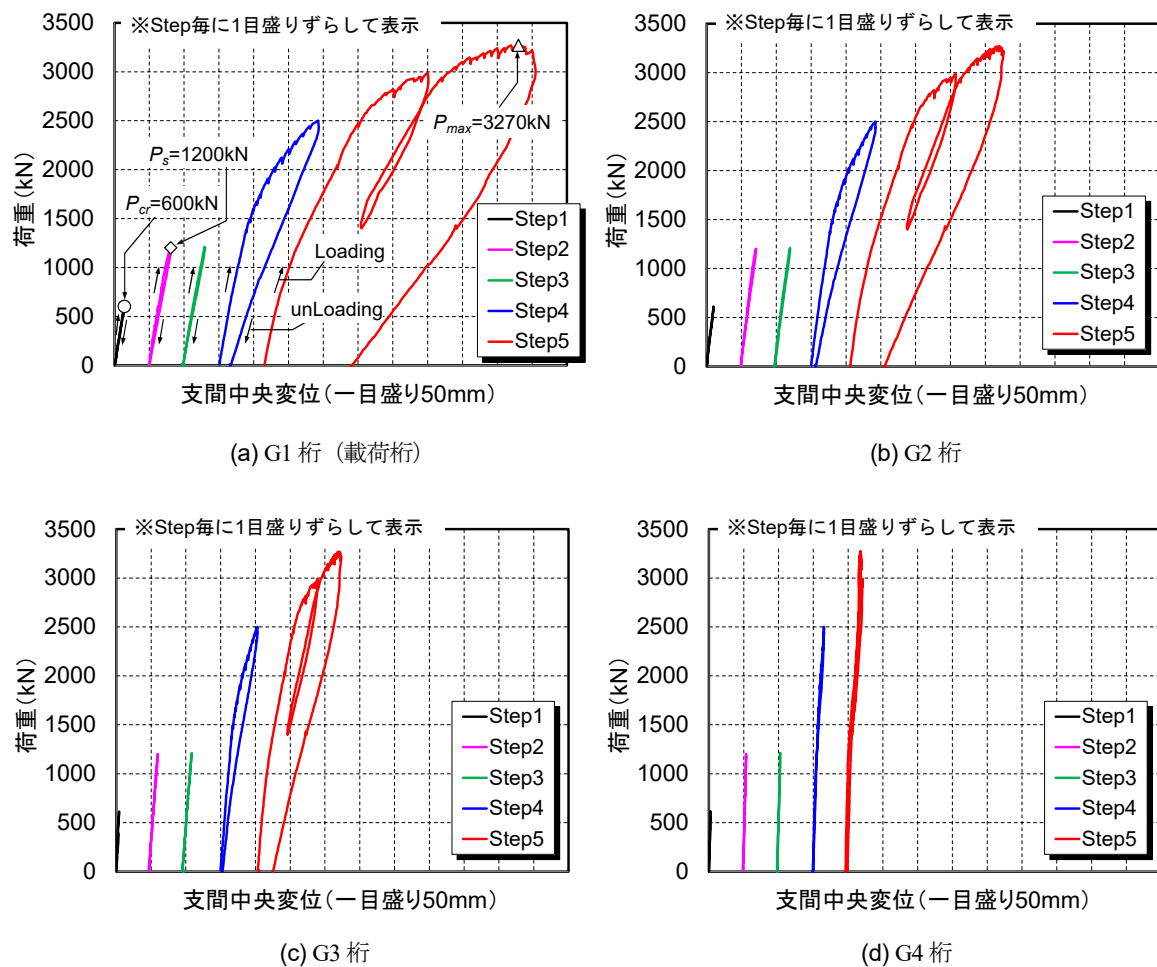 ※Step毎に1目盛りずらして表示
3500
3000
2500
2000
1500
1000
500
0
荷重(kN)
Pmax=3270kN
Ps=1200kN
Pcr=600kN
Loading
unLoading
Step1
Step2
Step3
Step4
Step5
支間中央変位(一目盛り50mm)
(a) G1 桁（載荷桁）
※Step毎に1目盛りずらして表示
3500
3000
2500
2000
1500
1000
500
0
荷重(kN)
Step1
Step2
Step3
Step4
Step5
支間中央変位(一目盛り50mm)
(b) G2 桁
※Step毎に1目盛りずらして表示
3500
3000
2500
2000
1500
1000
500
0
荷重(kN)
Step1
Step2
Step3
Step4
Step5
支間中央変位(一目盛り50mm)
(c) G3 桁
※Step毎に1目盛りずらして表示
3500
3000
2500
2000
1500
1000
500
0
荷重(kN)
Step1
Step2
Step3
Step4
Step5
支間中央変位(一目盛り50mm)
(d) G4 桁